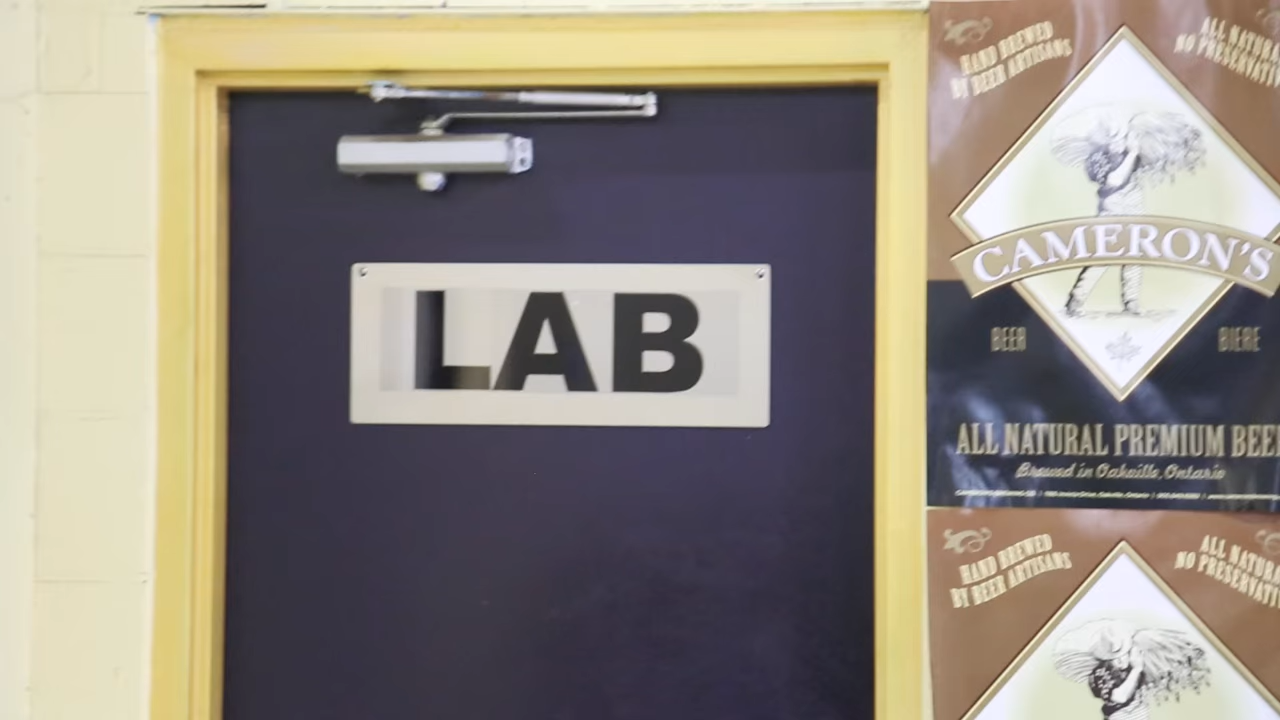 LAB
HAND BREWED
BY BEER ARTISANS
ALL NATURAL
NO PRESERVATI
CAMERON'S
BEER
BIERE
ALL NATURAL PREMIUM BEER
Brewed in Oakville, Ontario
HAND BREWED
BY BEER ARTISANS
ALL NATURA
NO PRESERVATI